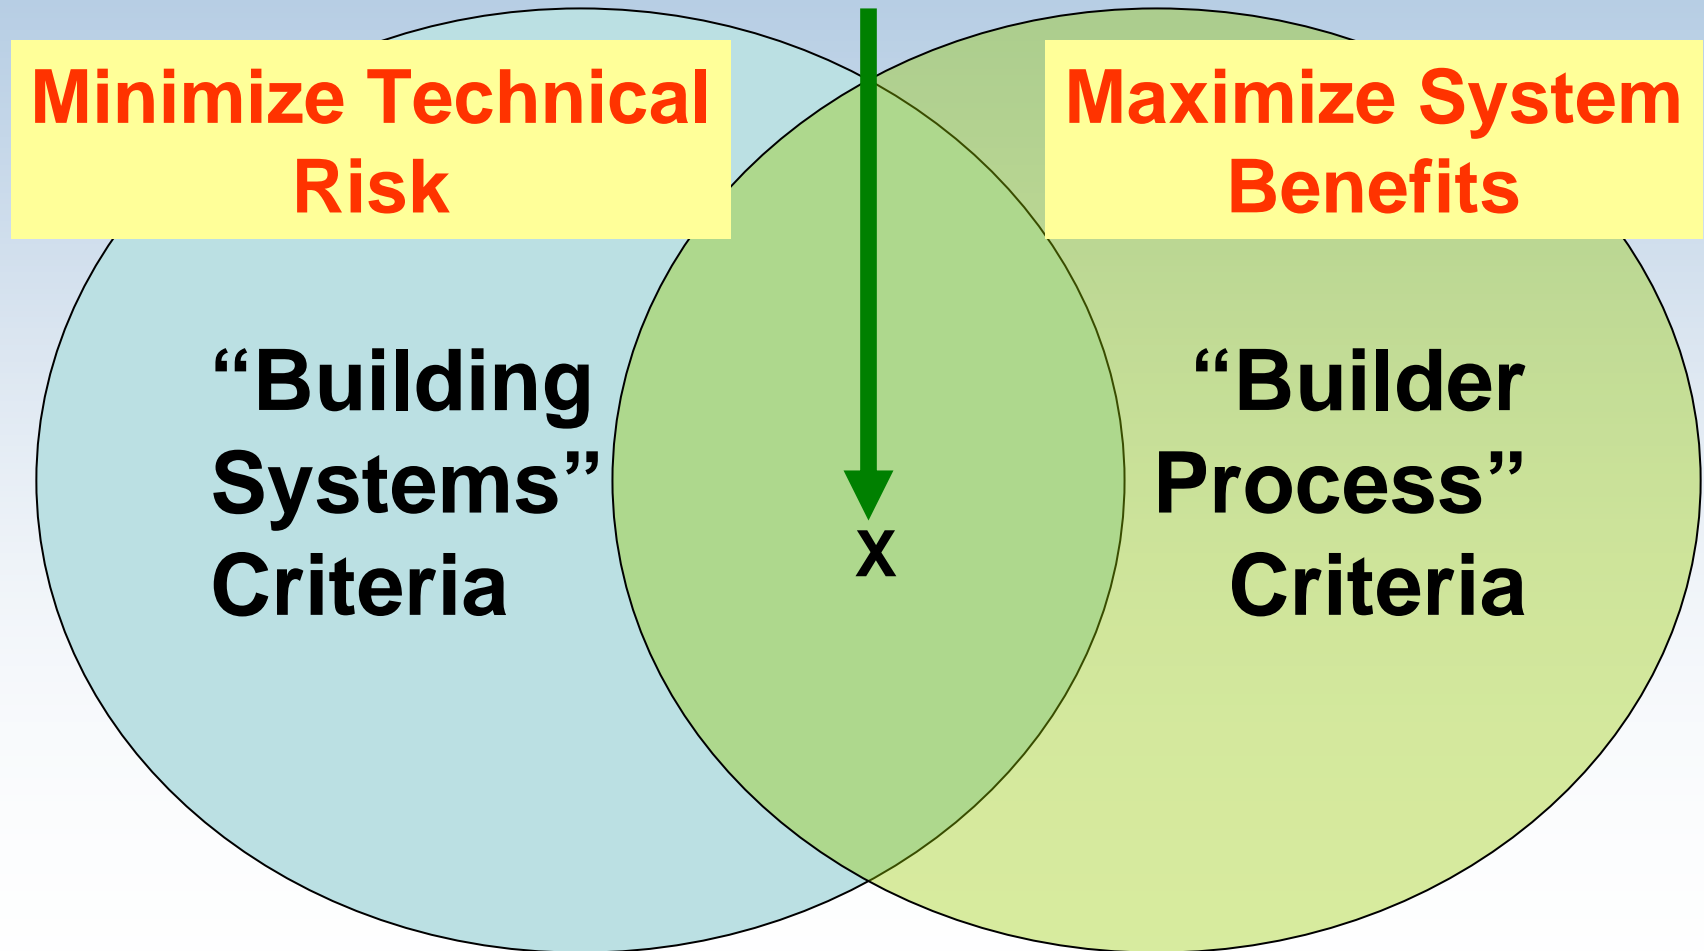 Minimize Technical
Risk
Maximize System
Benefits
“Building
Systems”
Criteria
“Builder
Process”
Criteria
X